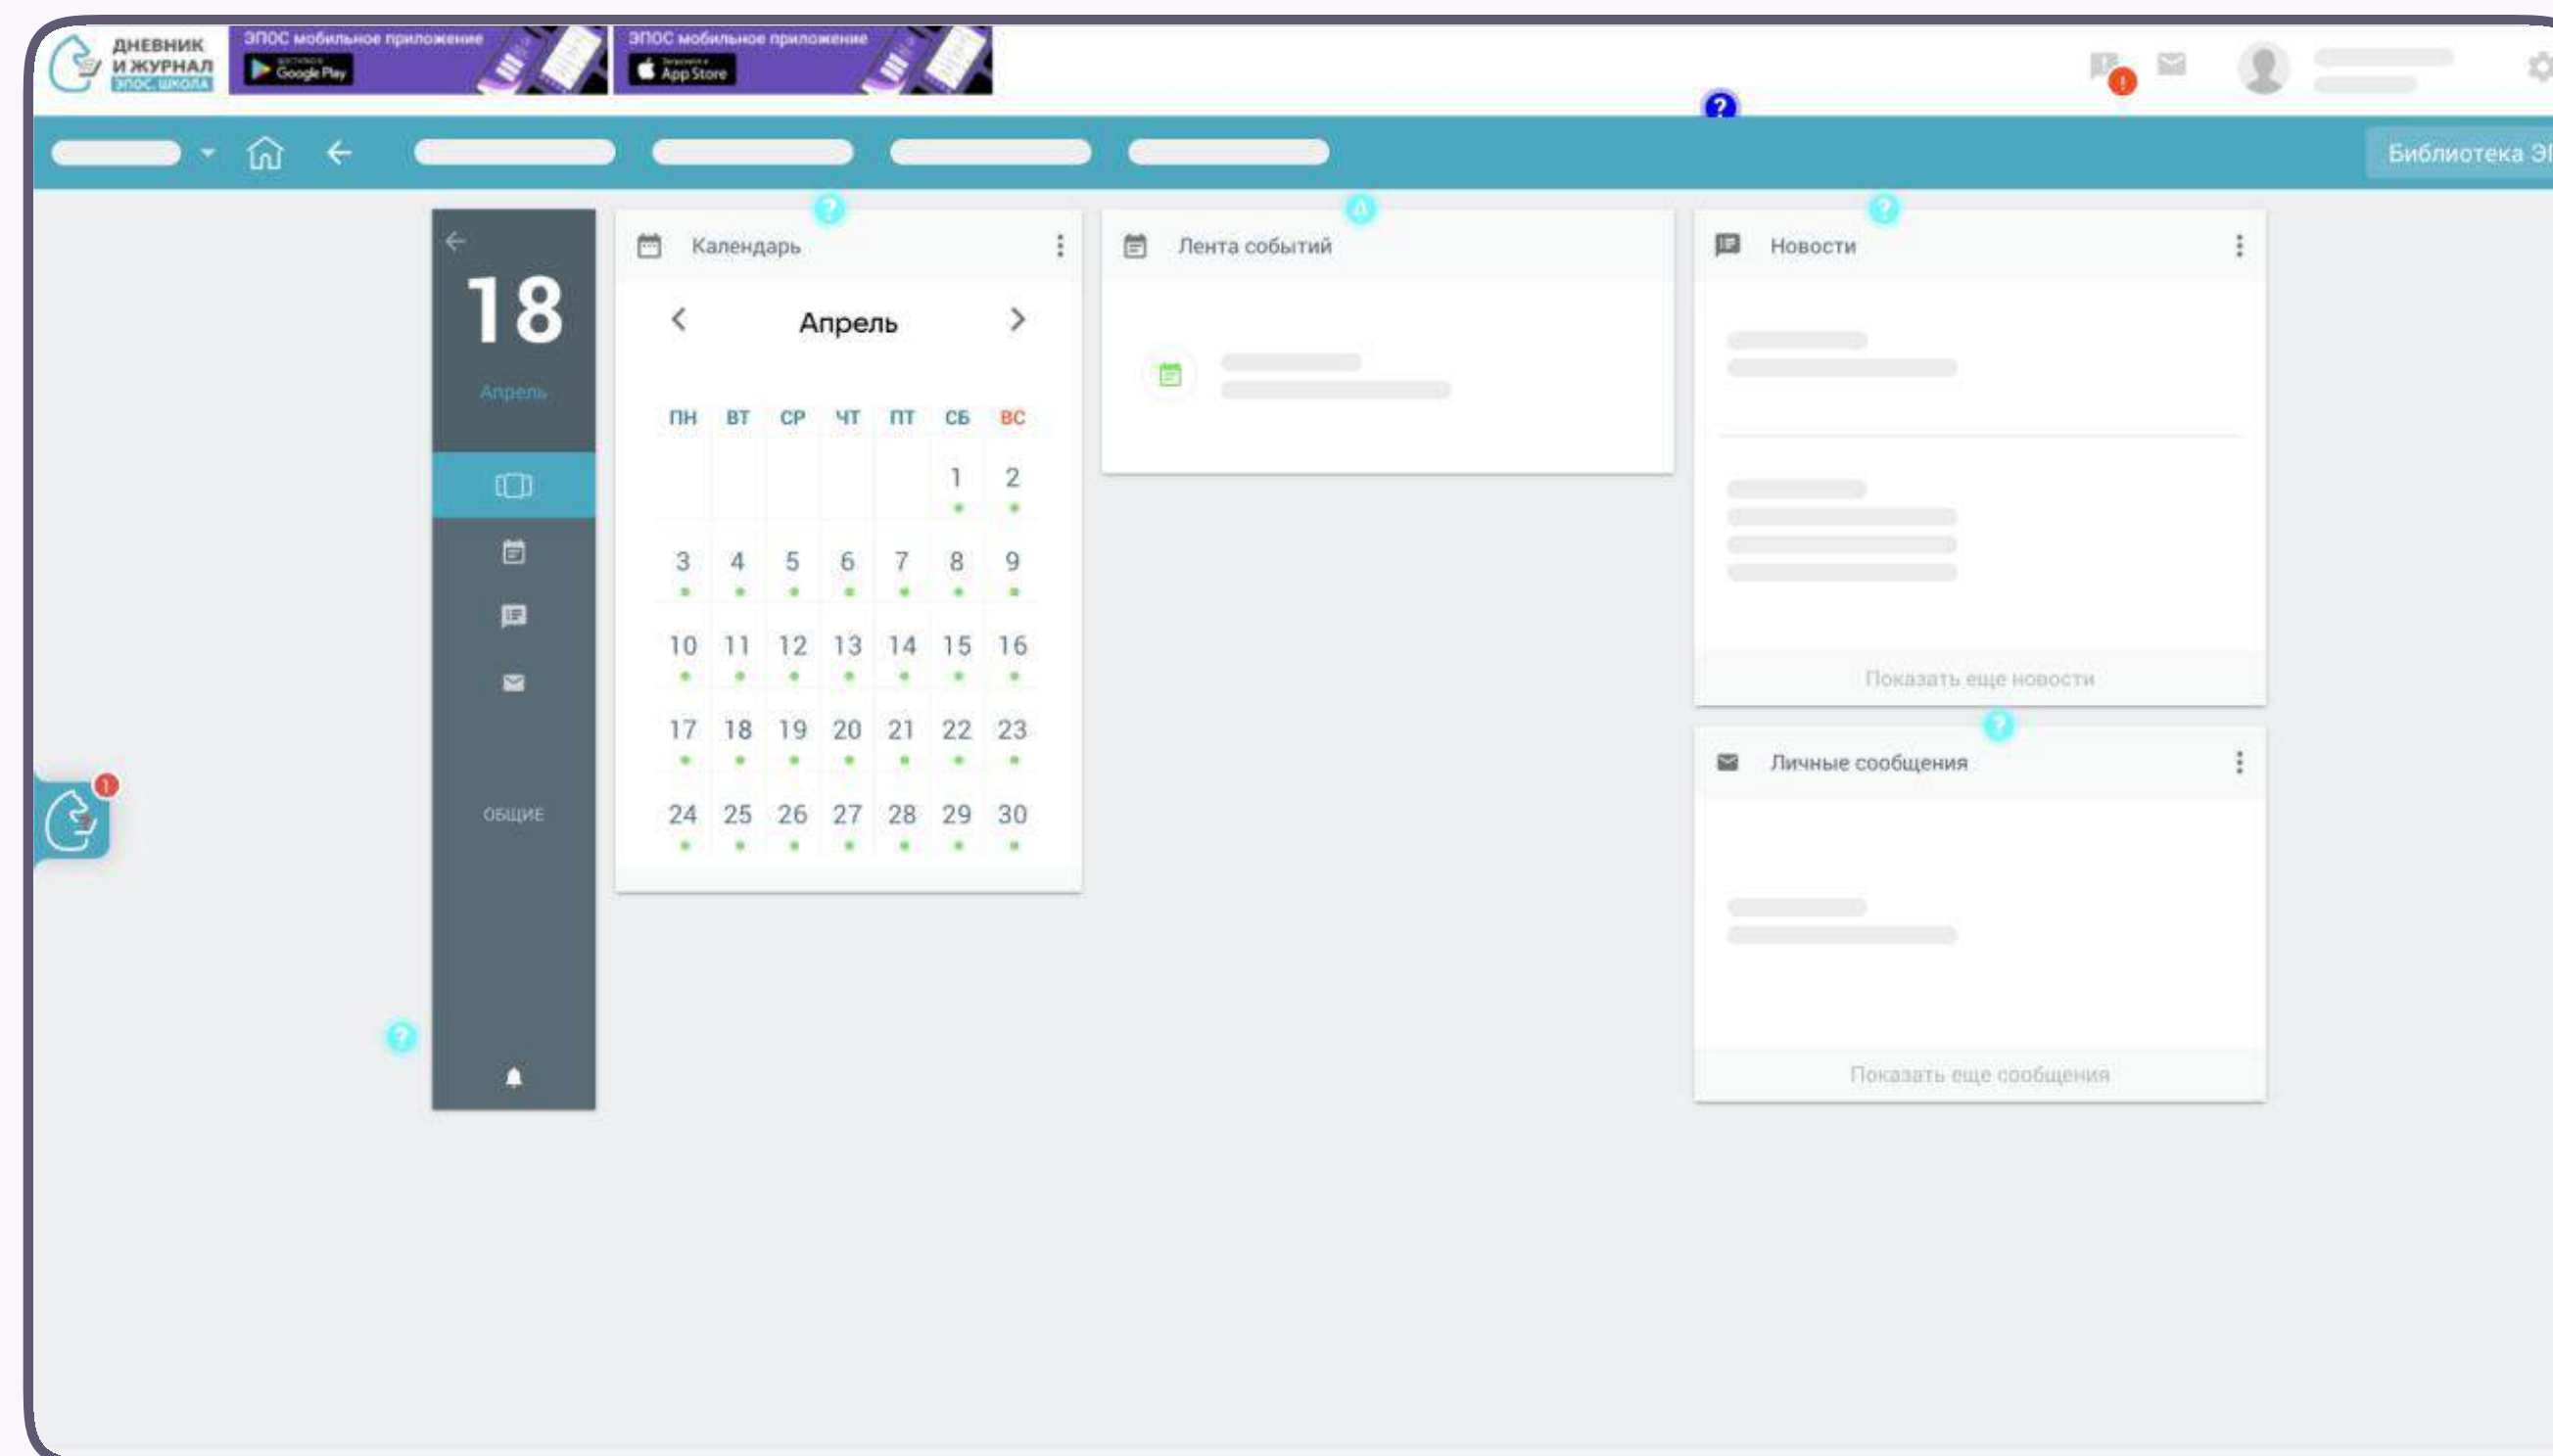 ДНЕВНИК
И ЖУРНАЛ
ЭПОС.ШКОЛА
ЭПОС мобильное приложение
Google Play
ЭПОС мобильное приложение
Загрузите в
App Store
!
?
Библиотека
?
?
18
Апрель
ОБЩИЕ
1
?
Календарь
Апрель
ПН ВТ СР ЧТ ПТ СБ ВС
1 2
3 4 5 6 7 8 9
10 11 12 13 14 15 16
17 18 19 20 21 22 23
24 25 26 27 28 29 30
Лента событий
Новости
Показать еще новости
?
Личные сообщения
Показать еще сообщения